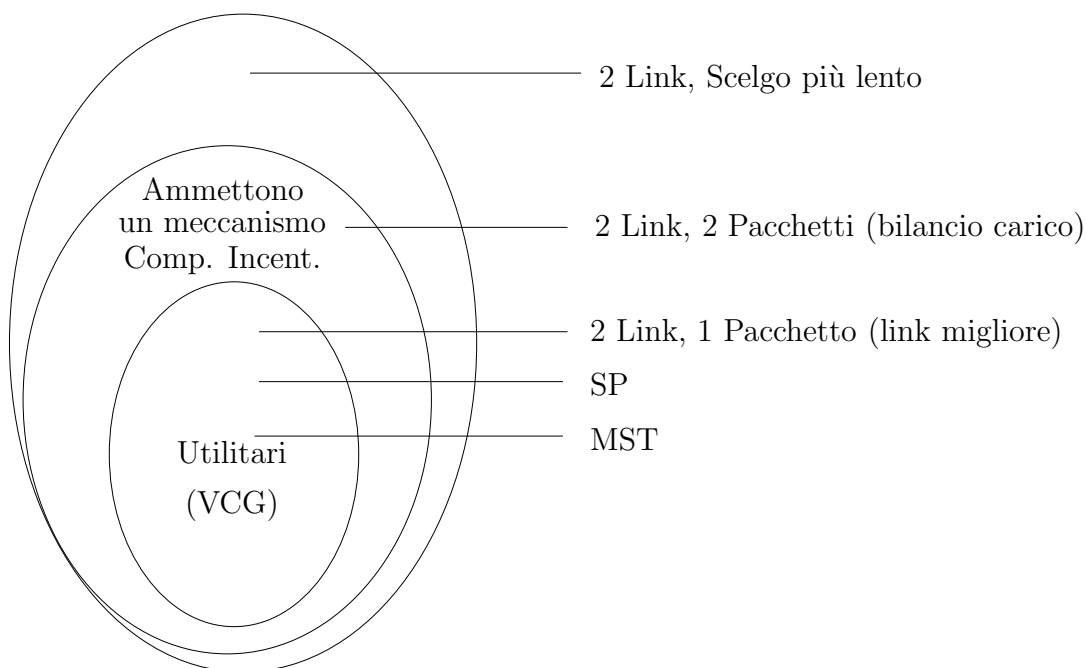 2 Link, Scelgo più lento
Ammettono
un meccanismo
Comp. Incent.
2 Link, 2 Pacchetti (bilancio carico)
2 Link, 1 Pacchetto (link migliore)
SP
MST
Utilitari
(VCG)